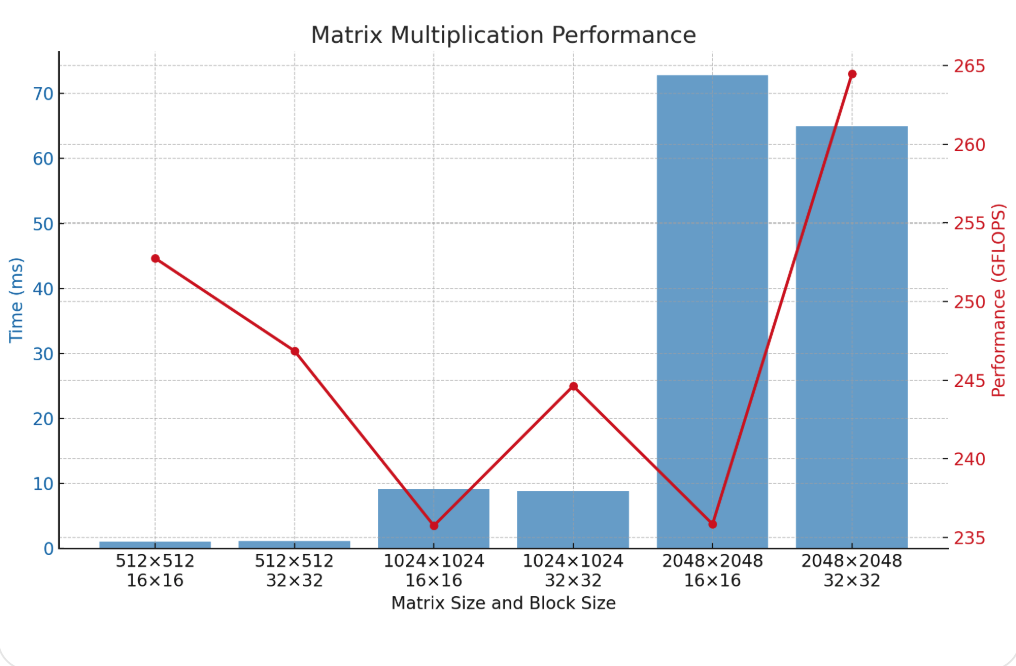 Matrix Multiplication Performance
Time (ms)
70
60
50
40
30
20
10
0
265
260
255
250
245
240
235
Performance (GFLOPS)
512×512 512×512 1024×1024 1024×1024 2048×2048 2048×2048
16×16 32×32 16×16 32×32 16×16 32×32
Matrix Size and Block Size